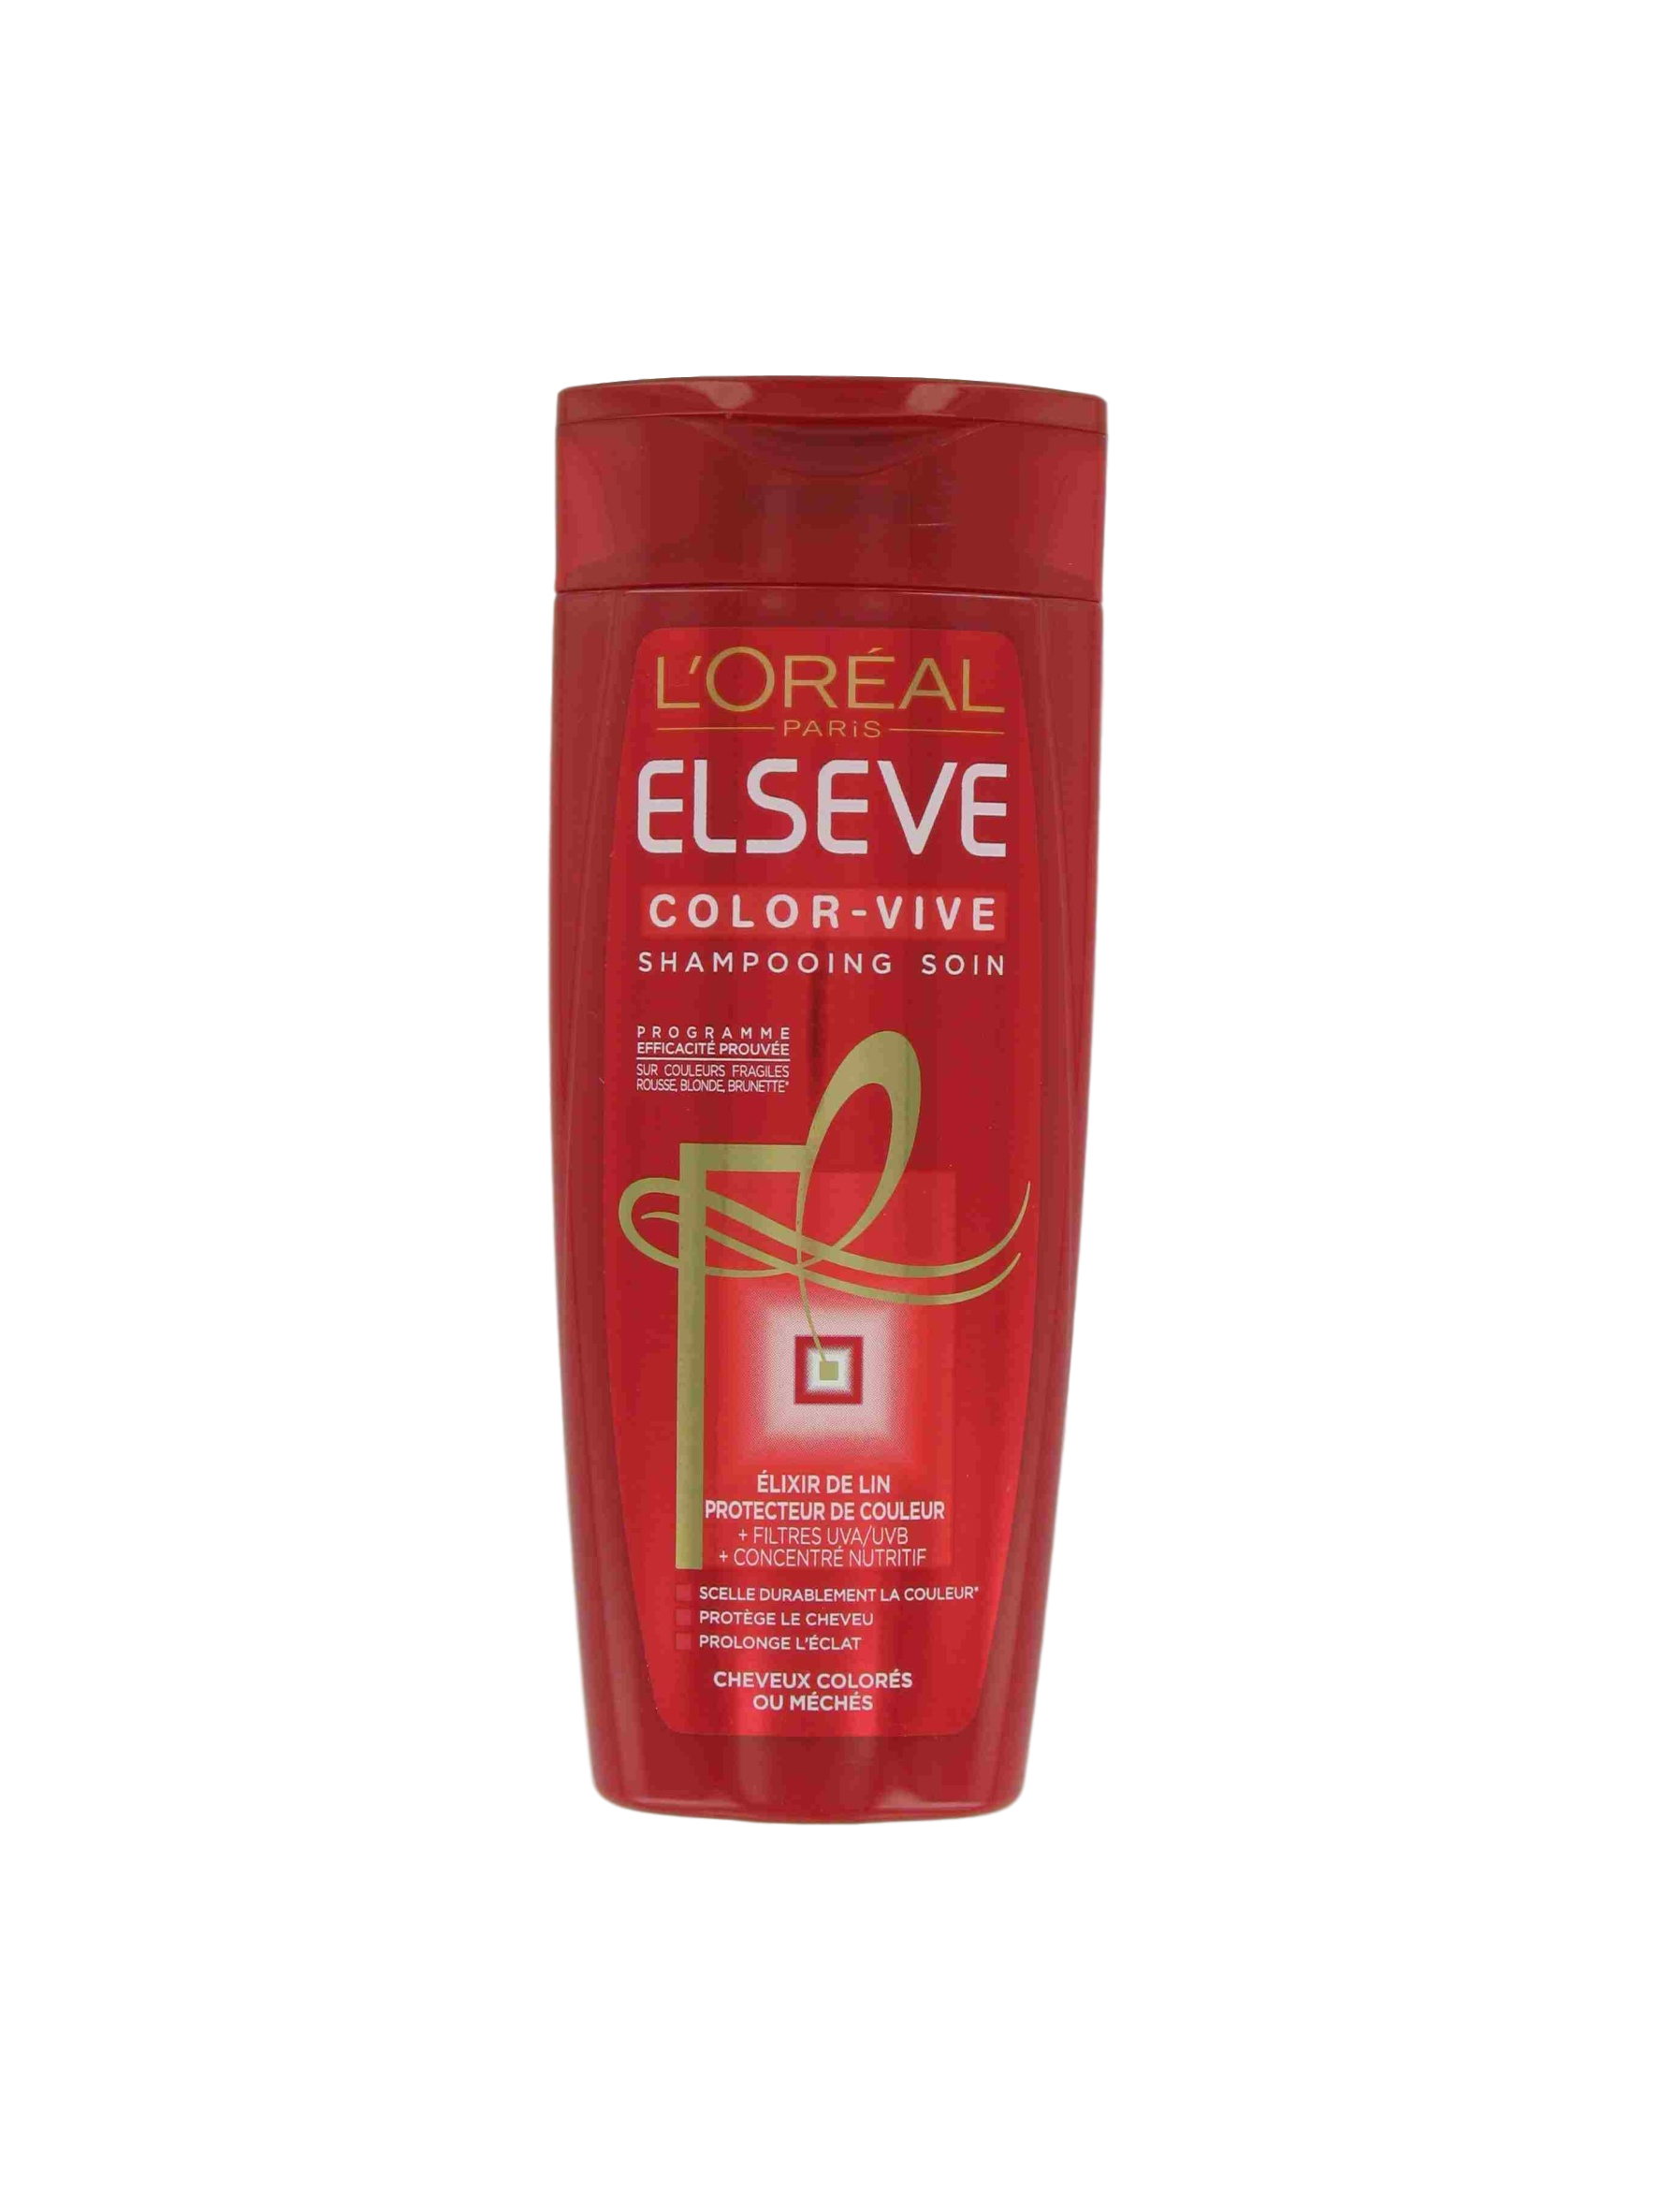 L'ORÉAL
PARiS
ELSEVE
COLOR-VIVE
SHAMPOOING SOIN
PROGRAMME
EFFICACITÉ PROUVÉE
SUR COULEURS FRAGILES
ROUSSE, BLONDE, BRUNETTE*
ÉLIXIR DE LIN
PROTECTEUR DE COULEUR
+ FILTRES UVA/UVB
+ CONCENTRÉ NUTRITIF
SCELLE DURABLEMENT LA COULEUR*
PROTÈGE LE CHEVEU
PROLONGE L'ÉCLAT
CHEVEUX COLORÉS
OU MÉCHÉS